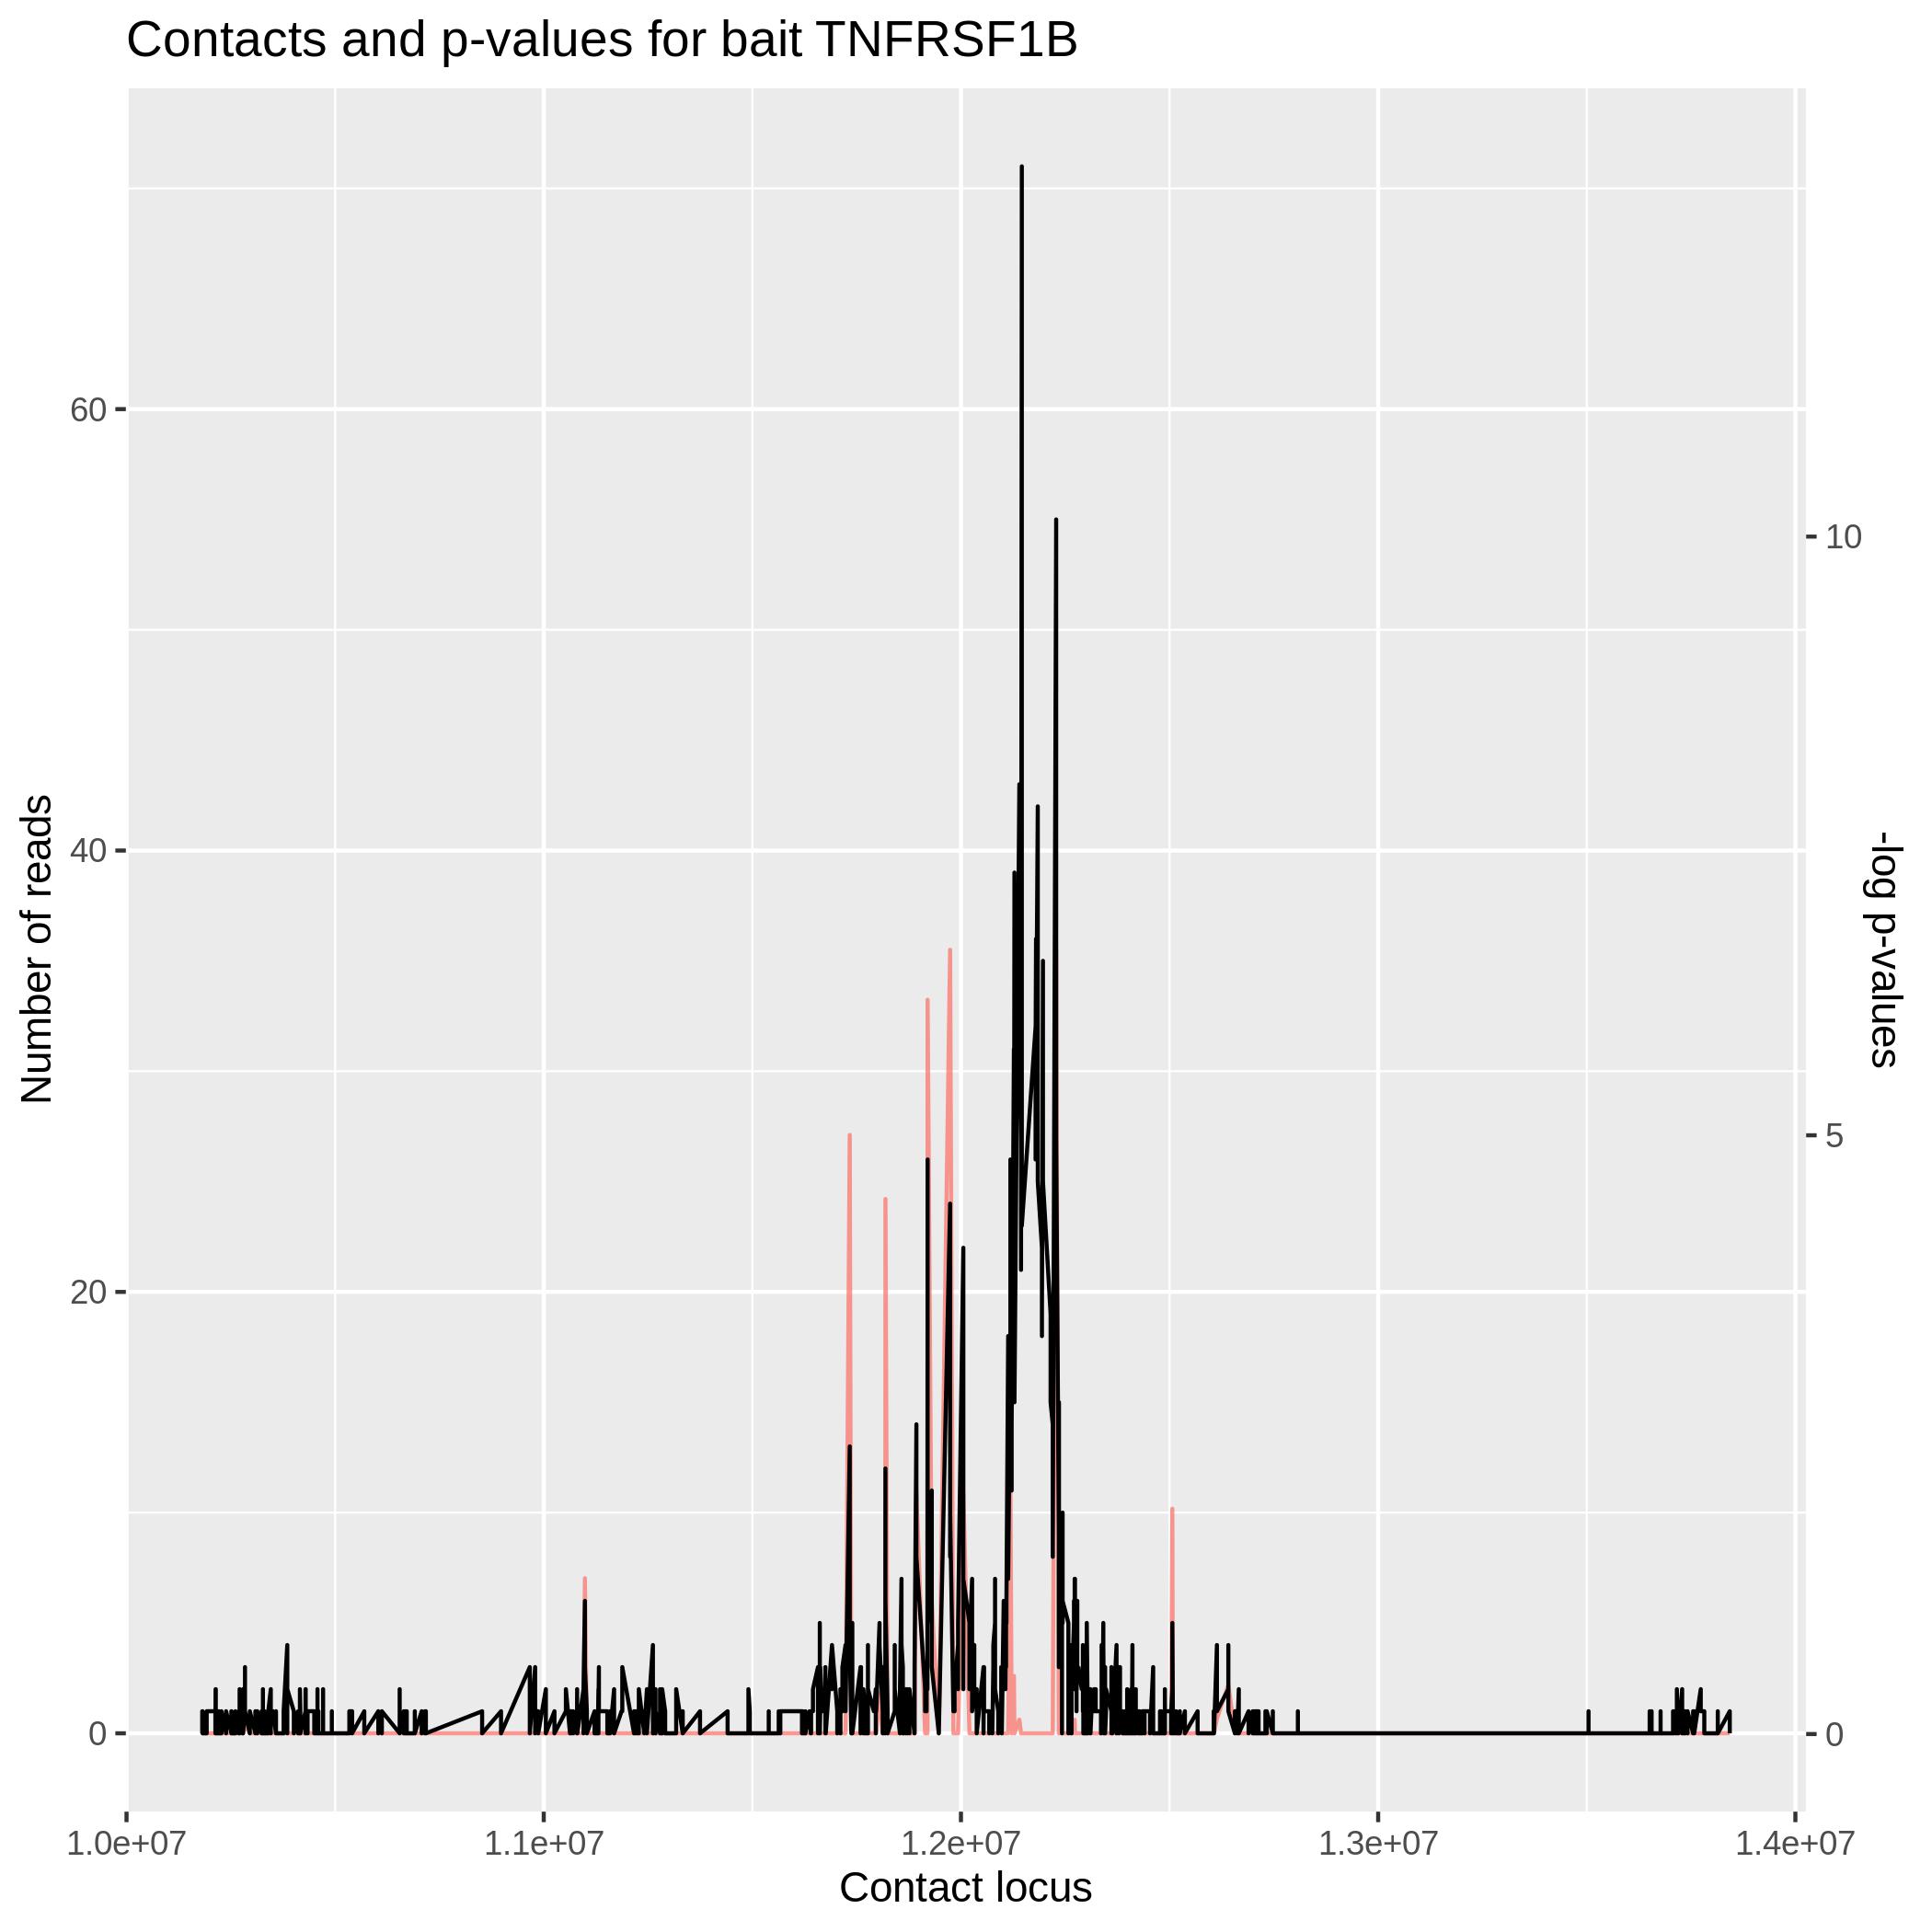 Contacts and p-values for bait TNFRSF1B
Number of reads
60
40
20
0
10
5
0
-log p-values
1.0e+07
1.1e+07
1.2e+07
1.3e+07
1.4e+07
Contact locus